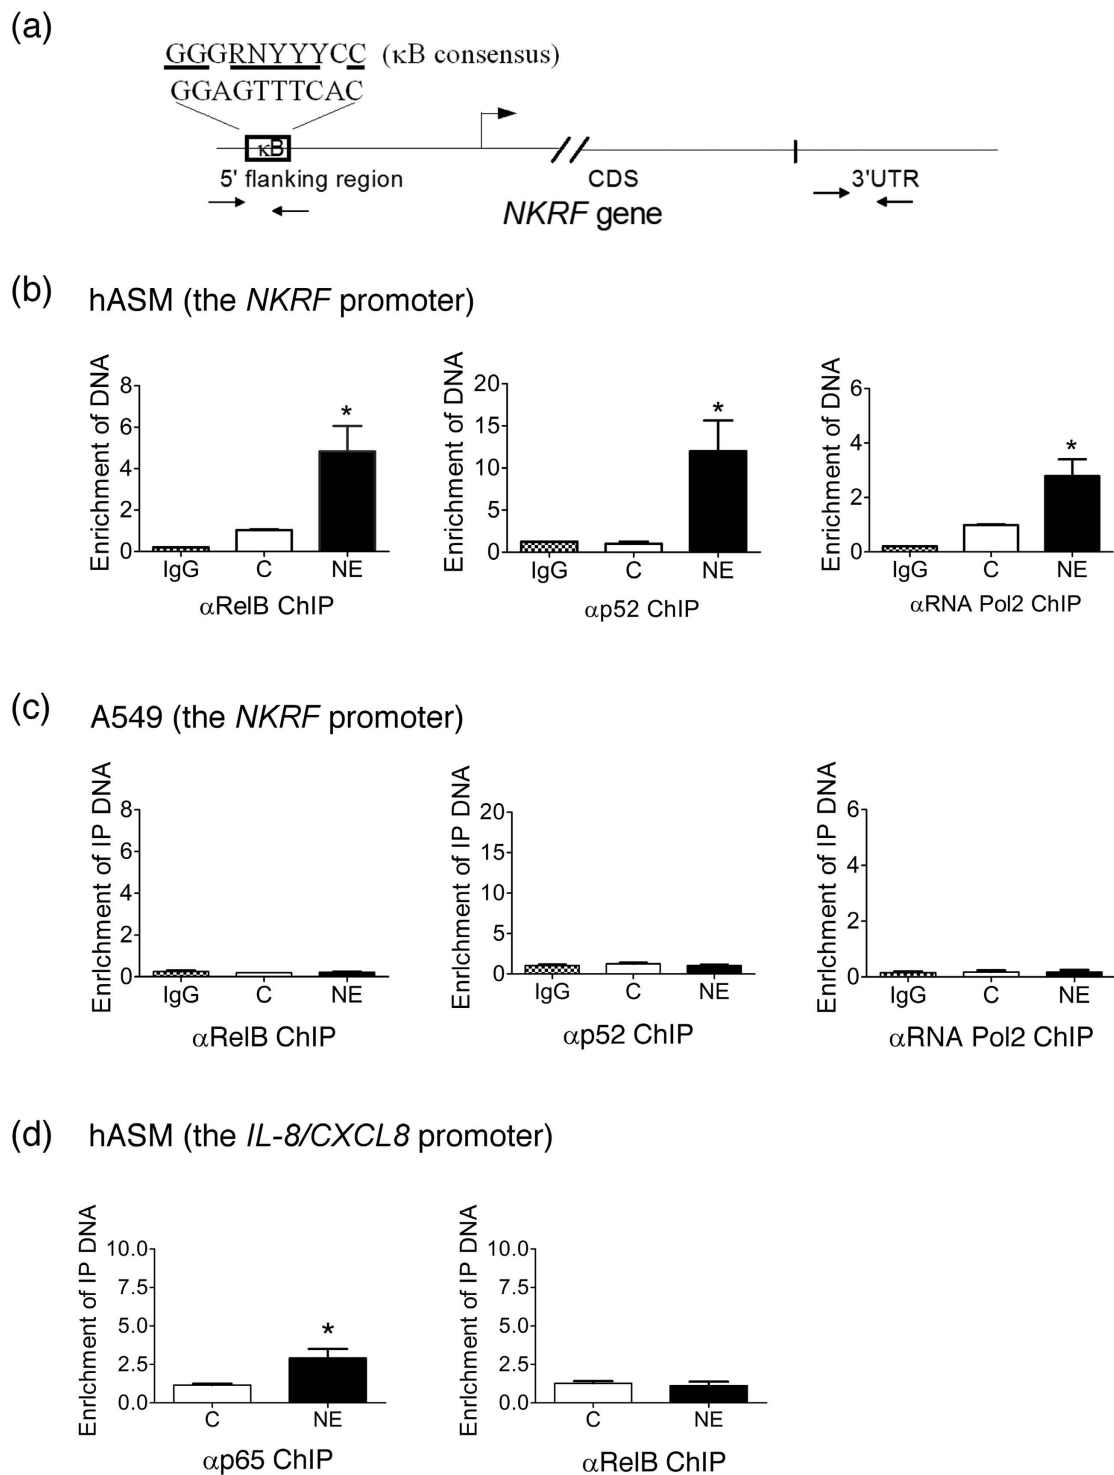 (a)
GGGRNYYYCC (κB consensus)
GGAGTTTCAC
κB
5' flanking region CDS 3'UTR
NKRF gene
(b) hASM (the NKRF promoter)
Enrichment of DNA
8
6
4
2
0
IgG C NE
αRelB ChIP
*
Enrichment of DNA
20
15
10
5
0
IgG C NE
αp52 ChIP
*
Enrichment of DNA
6
4
2
0
IgG C NE
αRNA Pol2 ChIP
*
(c) A549 (the NKRF promoter)
Enrichment of IP DNA
8
6
4
2
0
IgG C NE
αRelB ChIP
Enrichment of IP DNA
20
15
10
5
0
IgG C NE
αp52 ChIP
Enrichment of IP DNA
6
4
2
0
IgG C NE
αRNA Pol2 ChIP
(d) hASM (the IL-8/CXCL8 promoter)
Enrichment of IP DNA
10.0
7.5
5.0
2.5
0.0
C NE
αp65 ChIP
*
Enrichment of IP DNA
10.0
7.5
5.0
2.5
0.0
C NE
αRelB ChIP